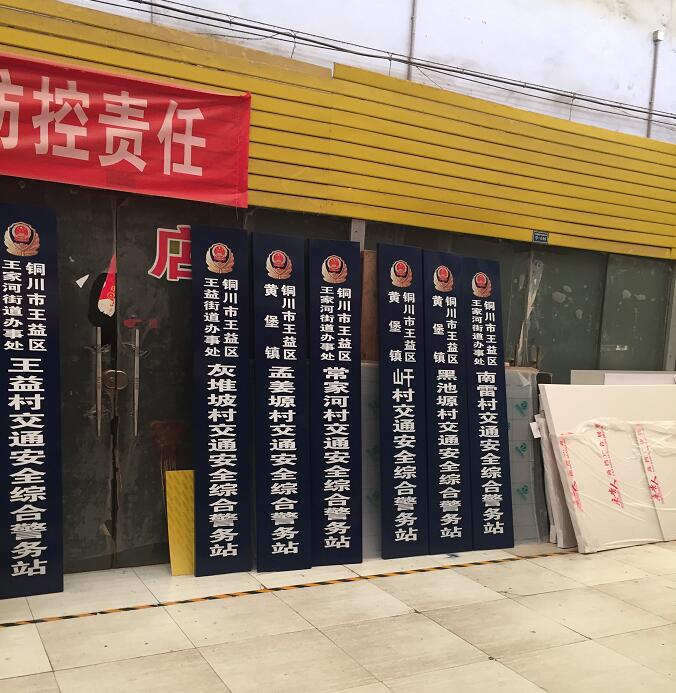 防控责任
店
铜川市王益区
王家河街道办事处
王益村交通安全综合警务站
铜川市王益区
王益街道办事处
灰堆坡村交通安全综合警务站
铜川市王益区
黄堡镇
孟姜塬村交通安全综合警务站
铜川市王益区
王家河街道办事处
常家河村交通安全综合警务站
铜川市王益区
黄堡镇
村交通安全综合警务站
铜川市王益区
黄堡镇
黑池塬村交通安全综合警务站
铜川市王益区
王家河街道办事处
南雷村交通安全综合警务站